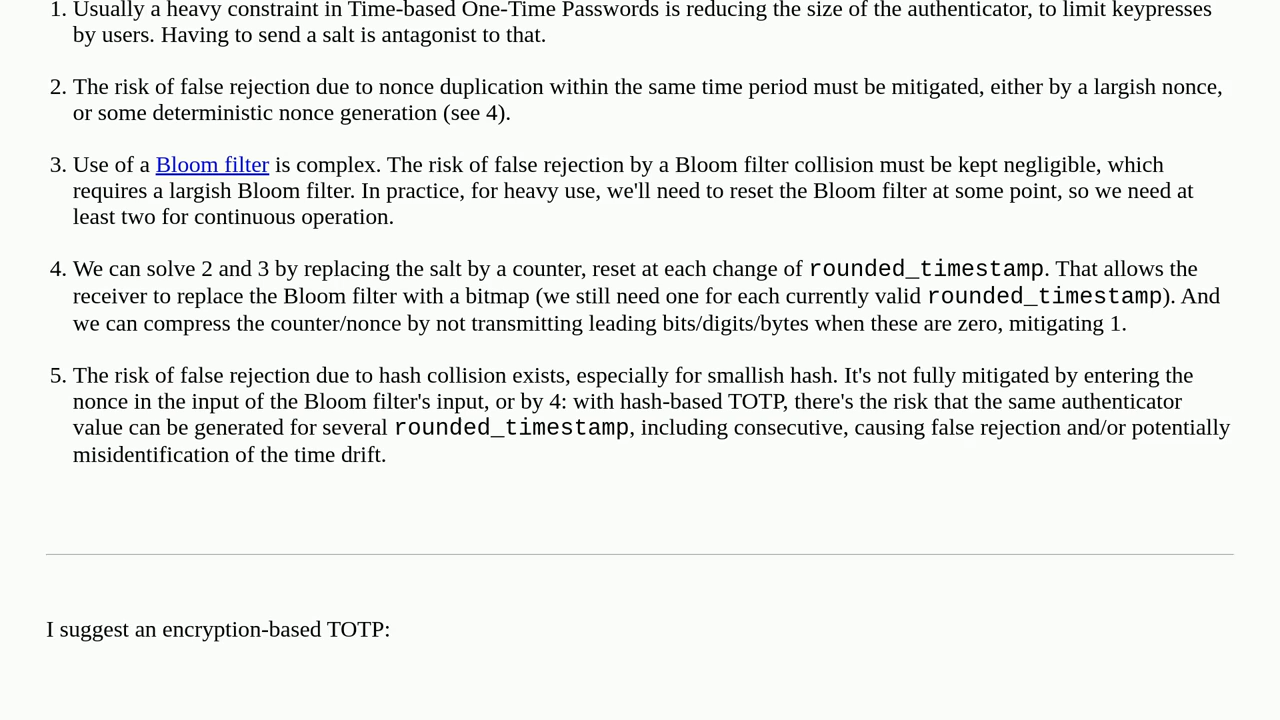 1. Usually a heavy constraint in Time-based One-Time Passwords is reducing the size of the authenticator, to limit keypresses
by users. Having to send a salt is antagonist to that.
2. The risk of false rejection due to nonce duplication within the same time period must be mitigated, either by a largish nonce,
or some deterministic nonce generation (see 4).
3. Use of a Bloom filter is complex. The risk of false rejection by a Bloom filter collision must be kept negligible, which
requires a largish Bloom filter. In practice, for heavy use, we'll need to reset the Bloom filter at some point, so we need at
least two for continuous operation.
4. We can solve 2 and 3 by replacing the salt by a counter, reset at each change of rounded_timestamp. That allows the
receiver to replace the Bloom filter with a bitmap (we still need one for each currently valid rounded_timestamp). And
we can compress the counter/nonce by not transmitting leading bits/digits/bytes when these are zero, mitigating 1.
5. The risk of false rejection due to hash collision exists, especially for smallish hash. It's not fully mitigated by entering the
nonce in the input of the Bloom filter's input, or by 4: with hash-based TOTP, there's the risk that the same authenticator
value can be generated for several rounded_timestamp, including consecutive, causing false rejection and/or potentially
misidentification of the time drift.
I suggest an encryption-based TOTP: